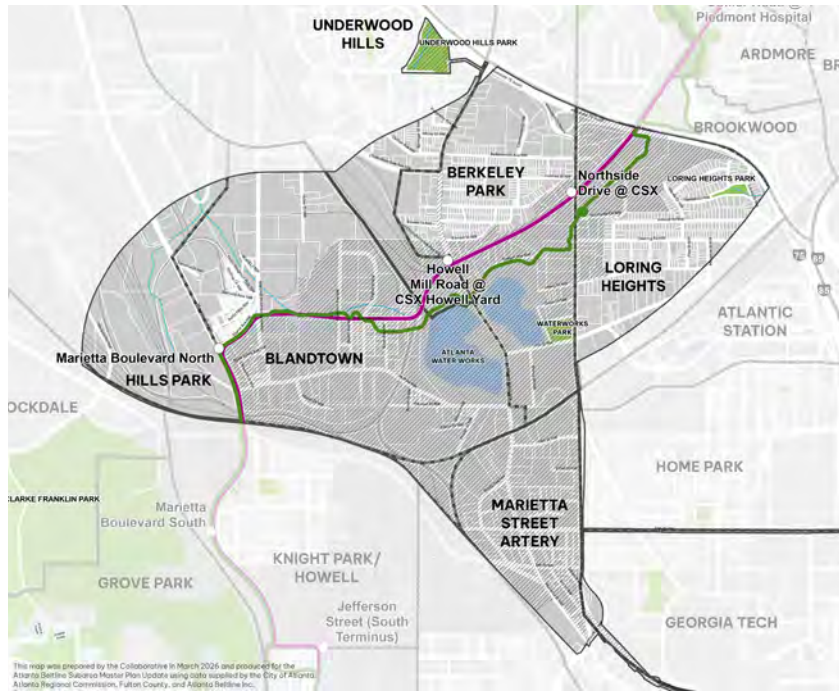 Piedmont Hospital
UNDERWOOD
HILLS
UNDERWOOD HILLS PARK
ARDMORE
BROOKWOOD
BERKELEY
PARK
Northside
Drive @ CSX
LORING HEIGHTS PARK
Howell
Mill Road @
CSX Howell Yard
LORING
HEIGHTS
75
85
ATLANTIC
STATION
WATERWORKS
PARK
Marietta Boulevard North
BLANDTOWN
ATLANTA
WATER WORKS
HILLS PARK
OCKDALE
HOME PARK
CLARKE FRANKLIN PARK
Marietta
Boulevard South
MARIETTA
STREET
ARTERY
KNIGHT PARK/
HOWELL
GROVE PARK
Jefferson
Street (South
Terminus)
GEORGIA TECH
This map was prepared by the Collaborative in March 2026 and produced for the
Atlanta Beltline Subarea Master Plan Update using data supplied by the City of Atlanta,
Atlanta Regional Commission, Fulton County, and Atlanta Beltline Inc.